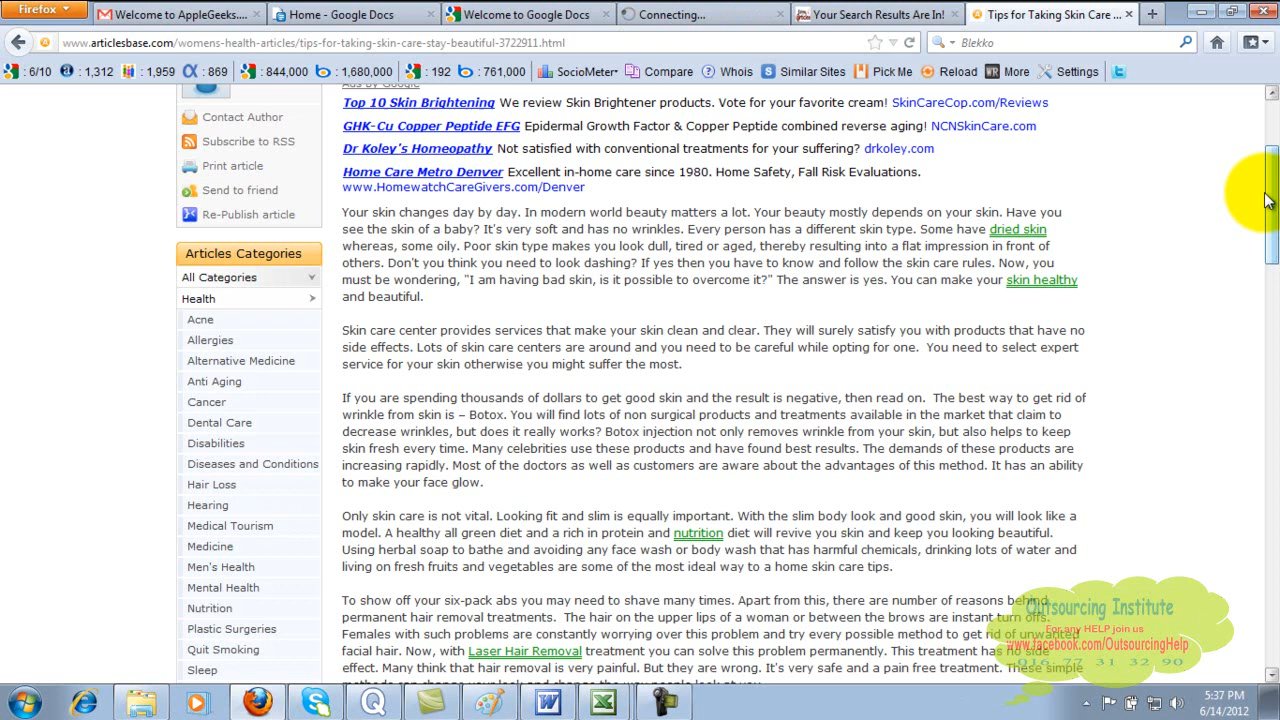 Firefox
Welcome to AppleGeeks....
Home - Google Docs
Welcome to Google Docs
Connecting...
Your Search Results Are In!
Tips for Taking Skin Care ...
www.articlesbase.com/womens-health-articles/tips-for-taking-skin-care-stay-beautiful-3722911.html
Blekko
: 6/10 : 1,312 : 1,959 : 869 : 844,000 : 1,680,000 : 192 : 761,000 SocioMeter Compare Whois Similar Sites Pick Me Reload More Settings
Ads By Google
Top 10 Skin Brightening We review Skin Brightener products. Vote for your favorite cream! SkinCareCop.com/Reviews
GHK-Cu Copper Peptide EFG Epidermal Growth Factor & Copper Peptide combined reverse aging! NCNSkinCare.com
Dr Koley's Homeopathy Not satisfied with conventional treatments for your suffering? drkoley.com
Home Care Metro Denver Excellent in-home care since 1980. Home Safety, Fall Risk Evaluations.
www.HomewatchCareGivers.com/Denver
Contact Author
Subscribe to RSS
Print article
Send to friend
Re-Publish article
Articles Categories
All Categories
Health
Acne
Allergies
Alternative Medicine
Anti Aging
Cancer
Dental Care
Disabilities
Diseases and Conditions
Hair Loss
Hearing
Medical Tourism
Medicine
Men's Health
Mental Health
Nutrition
Plastic Surgeries
Quit Smoking
Sleep
Your skin changes day by day. In modern world beauty matters a lot. Your beauty mostly depends on your skin. Have you
see the skin of a baby? It's very soft and has no wrinkles. Every person has a different skin type. Some have dried skin
whereas, some oily. Poor skin type makes you look dull, tired or aged, thereby resulting into a flat impression in front of
others. Don't you think you need to look dashing? If yes then you have to know and follow the skin care rules. Now, you
must be wondering, "I am having bad skin, is it possible to overcome it?" The answer is yes. You can make your skin healthy
and beautiful.
Skin care center provides services that make your skin clean and clear. They will surely satisfy you with products that have no
side effects. Lots of skin care centers are around and you need to be careful while opting for one. You need to select expert
service for your skin otherwise you might suffer the most.
If you are spending thousands of dollars to get good skin and the result is negative, then read on. The best way to get rid of
wrinkle from skin is – Botox. You will find lots of non surgical products and treatments available in the market that claim to
decrease wrinkles, but does it really works? Botox injection not only removes wrinkle from your skin, but also helps to keep
skin fresh every time. Many celebrities use these products and have found best results. The demands of these products are
increasing rapidly. Most of the doctors as well as customers are aware about the advantages of this method. It has an ability
to make your face glow.
Only skin care is not vital. Looking fit and slim is equally important. With the slim body look and good skin, you will look like a
model. A healthy all green diet and a rich in protein and nutrition diet will revive you skin and keep you looking beautiful.
Using herbal soap to bathe and avoiding any face wash or body wash that has harmful chemicals, drinking lots of water and
living on fresh fruits and vegetables are some of the most ideal way to a home skin care tips.
To show off your six-pack abs you may need to shave many times. Apart from this, there are number of reasons behind
permanent hair removal treatments. The hair on the upper lips of a woman or between the brows are instant turn offs.
Females with such problems are constantly worrying over this problem and try every possible method to get rid of unwanted
facial hair. Now, with Laser Hair Removal treatment you can solve this problem permanently. This treatment has no side
effect. Many think that hair removal is very painful. But they are wrong. It's very safe and a pain free treatment. These simple
methods can change your look and change the way people look at you.
Outsourcing Institute
For any HELP join us
www.facebook.com/OutsourcingHelp
016 77 31 32 90
5:37 PM
6/14/2012